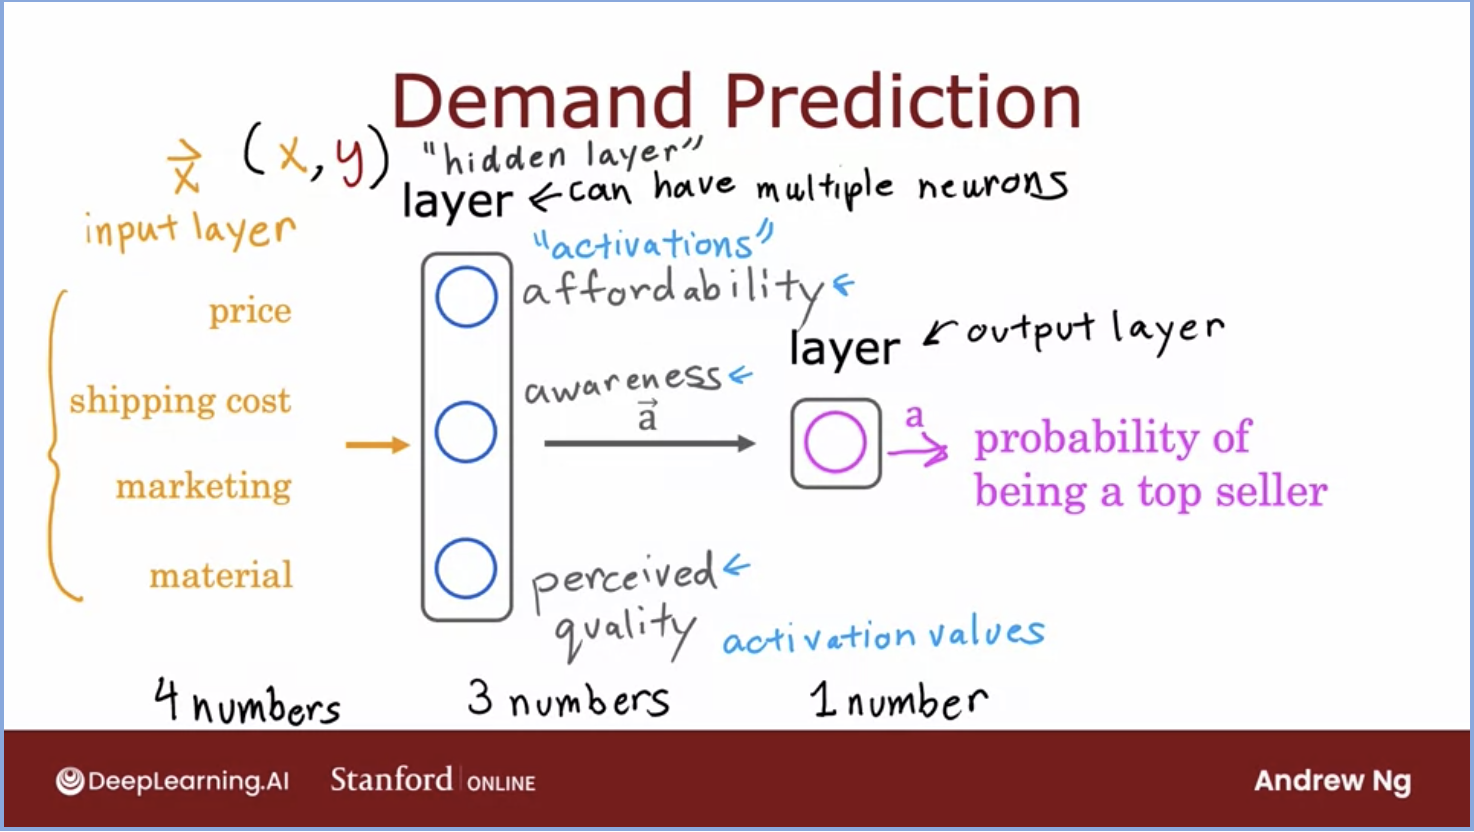 Demand Prediction
x⃗ (x, y)
"hidden layer"
layer ← can have multiple neurons
input layer
"activations"
price
affordability ←
layer ← output layer
shipping cost
awareness ←
a⃗
a
probability of
being a top seller
marketing
material
perceived ←
quality
activation values
4 numbers
3 numbers
1 number
DeepLearning.AI
Stanford | ONLINE
Andrew Ng